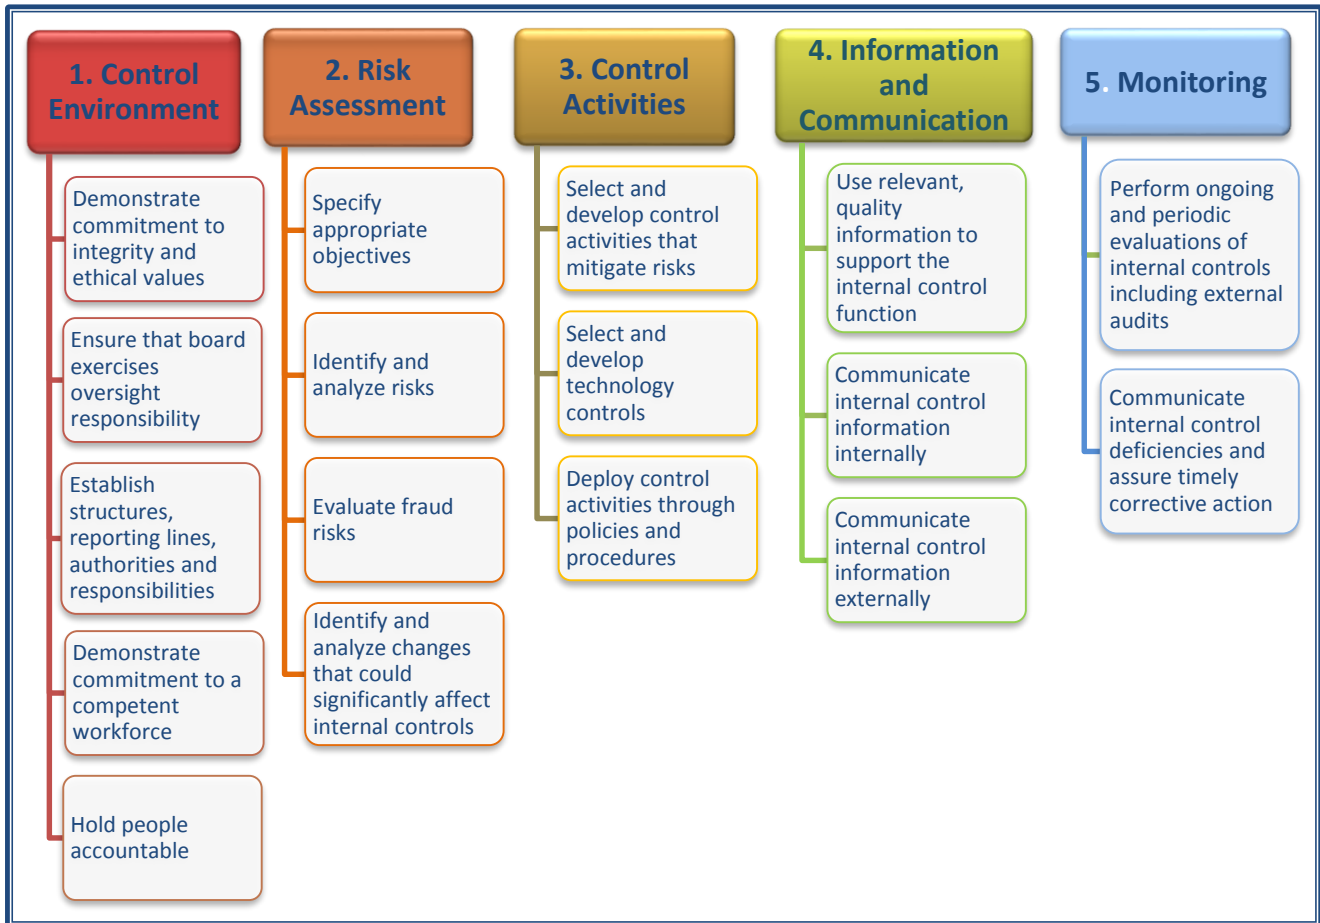 1. Control
Environment
Demonstrate
commitment to
integrity and
ethical values
Ensure that board
exercises
oversight
responsibility
Establish
structures,
reporting lines,
authorities and
responsibilities
Demonstrate
commitment to a
competent
workforce
Hold people
accountable
2. Risk
Assessment
Specify
appropriate
objectives
Identify and
analyze risks
Evaluate fraud
risks
Identify and
analyze changes
that could
significantly affect
internal controls
3. Control
Activities
Select and
develop control
activities that
mitigate risks
Select and
develop
technology
controls
Deploy control
activities through
policies and
procedures
4. Information
and
Communication
Use relevant,
quality
information to
support the
internal control
function
Communicate
internal control
information
internally
Communicate
internal control
information
externally
5. Monitoring
Perform ongoing
and periodic
evaluations of
internal controls
including external
audits
Communicate
internal control
deficiencies and
assure timely
corrective action